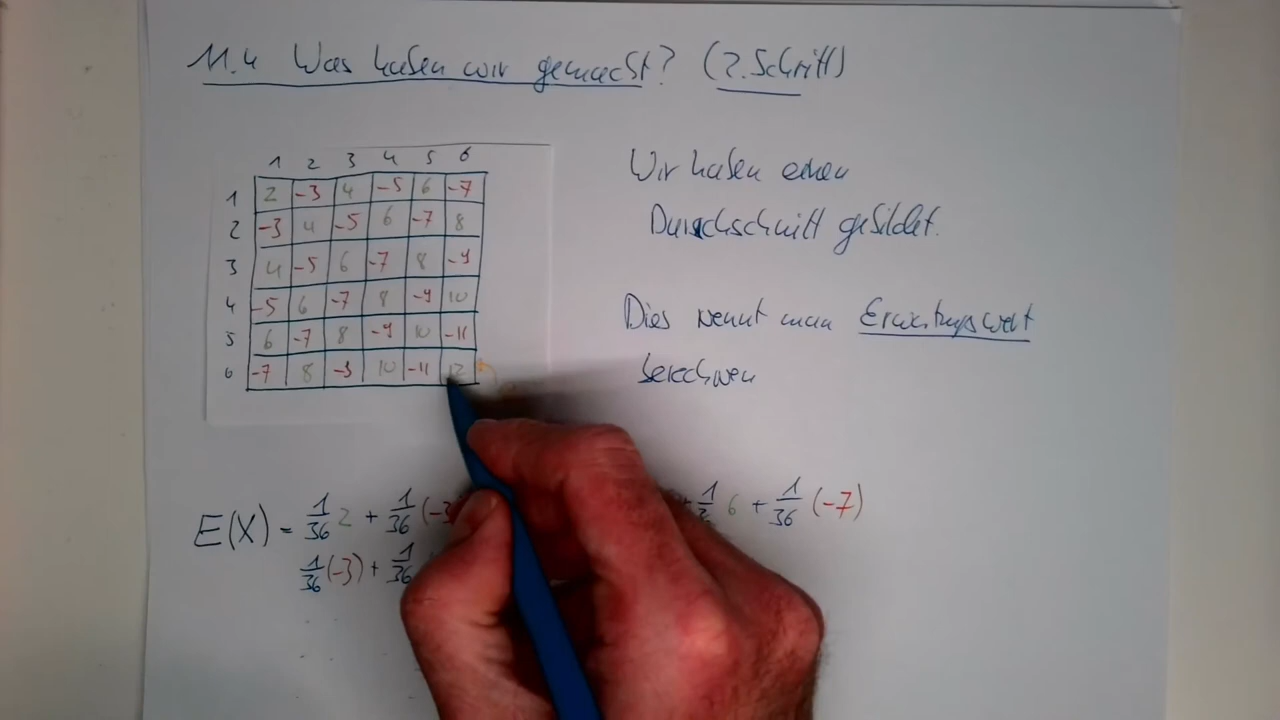 11.4 Was haben wir gemacht? (2. Schritt)
1 2 3 4 5 6
1 2 -3 4 -5 6 -7
2 -3 4 -5 6 -7 8
3 4 -5 6 -7 8 -9
4 -5 6 -7 8 -9 10
5 6 -7 8 -9 10 -11
6 -7 8 -9 10 -11 12
Wir haben einen
Durchschnitt gebildet.
Dies nennt man Erwartungswert
berechnen
E(X) = 1/36 2 + 1/36 (-3 + 1/3 6 + 1/36 (-7)
1/36 (-3) + 1/36